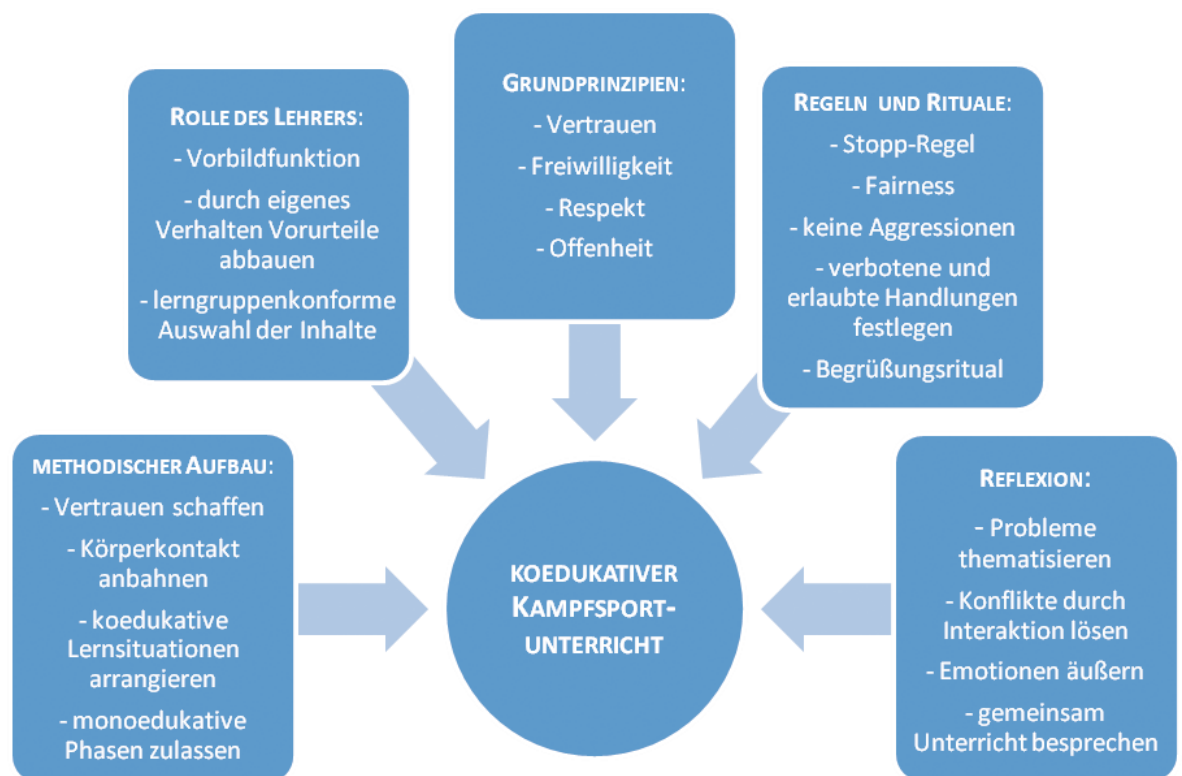 ROLLE DES LEHRERS:
- Vorbildfunktion
- durch eigenes
Verhalten Vorurteile
abbauen
- lerngruppenkonforme
Auswahl der Inhalte
GRUNDPRINZIPIEN:
- Vertrauen
- Freiwilligkeit
- Respekt
- Offenheit
REGELN UND RITUALE:
- Stopp-Regel
- Fairness
- keine Aggressionen
- verbotene und
erlaubte Handlungen
festlegen
- Begrüßungsritual
METHODISCHER AUFBAU:
- Vertrauen schaffen
- Körperkontakt
anbahnen
- koedukative
Lernsituationen
arrangieren
- monoedukative
Phasen zulassen
KOEDUKATIVER
KAMPFSPORT-
UNTERRICHT
REFLEXION:
- Probleme
thematisieren
- Konflikte durch
Interaktion lösen
- Emotionen äußern
- gemeinsam
Unterricht besprechen